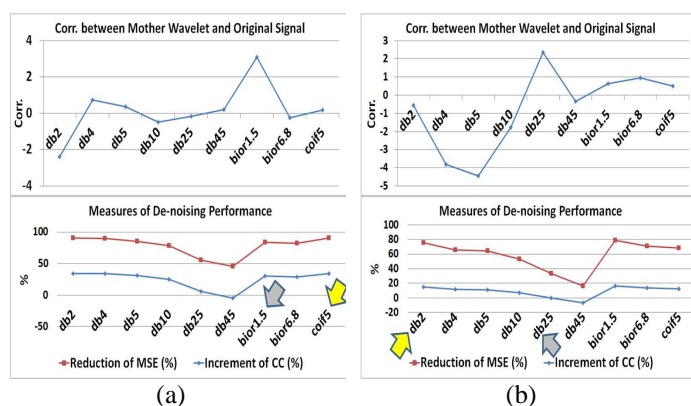 Corr. between Mother Wavelet and Original Signal
4
2
0
-2
-4
Corr.
db2
db4
db5
db10
db25
db45
bior1.5
bior6.8
coif5
Measures of De-noising Performance
100
50
0
-50
%
db2
db4
db5
db10
db25
db45
bior1.5
bior6.8
coif5
Reduction of MSE (%) Increment of CC (%)
(a)
Corr. between Mother Wavelet and Original Signal
3
2
1
0
-1
-2
-3
-4
-5
Corr.
db2
db4
db5
db10
db25
db45
bior1.5
bior6.8
coif5
Measures of De-noising Performance
100
80
60
40
20
0
-20
%
db2
db4
db5
db10
db25
db45
bior1.5
bior6.8
coif5
Reduction of MSE (%) Increment of CC (%)
(b)